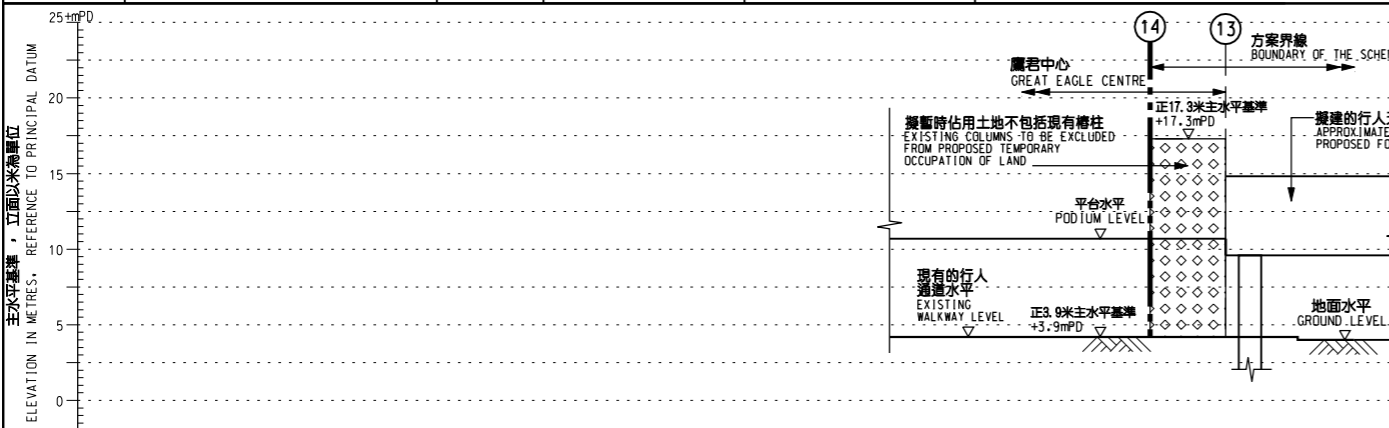 25+mPD
20
15
10
5
0
主水平基準，立面以米為單位
ELEVATION IN METRES. REFERENCE TO PRINCIPAL DATUM
14
13
方案界線
BOUNDARY OF THE SCHE
鷹君中心
GREAT EAGLE CENTRE
正17.3米主水平基準
+17.3mPD
擬暫時佔用土地不包括現有樁柱
EXISTING COLUMNS TO BE EXCLUDED
FROM PROPOSED TEMPORARY
OCCUPATION OF LAND
擬建的行人
APPROXIMATE
PROPOSED FO
平台水平
PODIUM LEVEL
現有的行人
通道水平
EXISTING
WALKWAY LEVEL
正3.9米主水平基準
+3.9mPD
地面水平
GROUND LEVEL